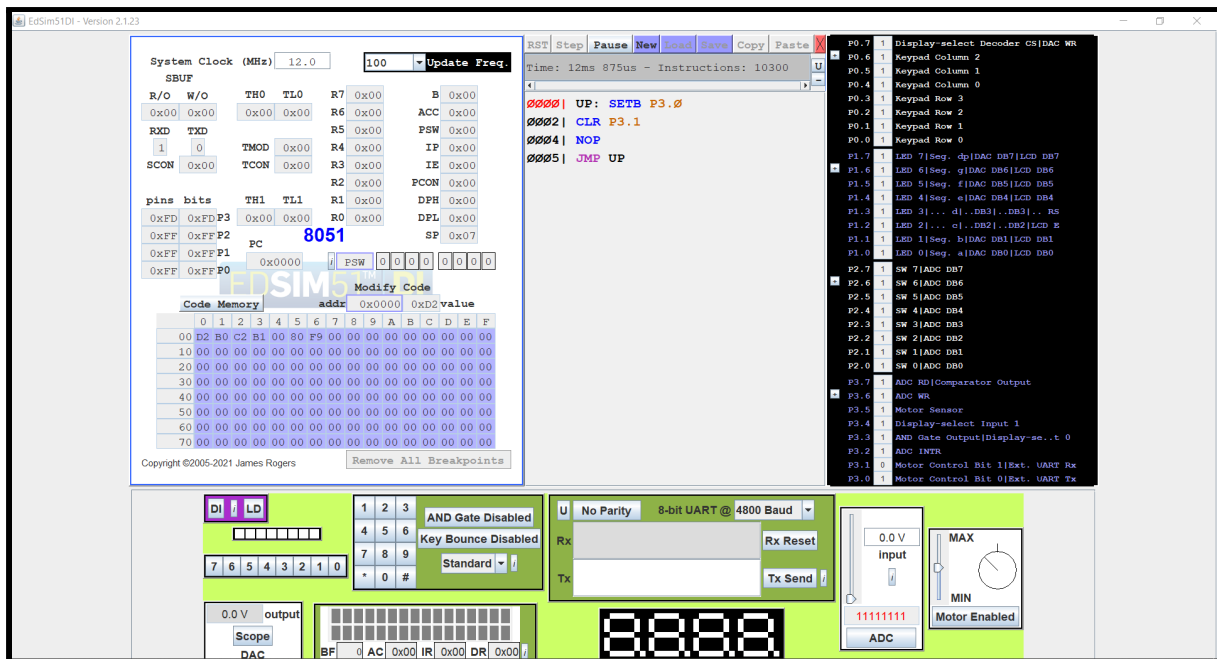 EdSim51DI - Version 2.1.23
System Clock (MHz) 12.0 100 Update Freq.
SBUF
R/O W/O TH0 TL0 R7 0x00 B 0x00
0x00 0x00 0x00 0x00 R6 0x00 ACC 0x00
RXD TXD R5 0x00 PSW 0x00
1 0 TMOD 0x00 R4 0x00 IP 0x00
SCON 0x00 TCON 0x00 R3 0x00 IE 0x00
R2 0x00 PCON 0x00
pins bits TH1 TL1 R1 0x00 DPH 0x00
0xFD 0xFD P3 0x00 0x00 R0 0x00 DPL 0x00
0xFF 0xFF P2 8051 SP 0x07
0xFF 0xFF P1 PC
0xFF 0xFF P0 0x0000 i PSW 0 0 0 0 0 0 0 0
EDSIM51™ DI
Modify Code
Code Memory addr 0x0000 0xD2 value
0 1 2 3 4 5 6 7 8 9 A B C D E F
00 D2 B0 C2 B1 00 80 F9 00 00 00 00 00 00 00 00 00
10 00 00 00 00 00 00 00 00 00 00 00 00 00 00 00 00
20 00 00 00 00 00 00 00 00 00 00 00 00 00 00 00 00
30 00 00 00 00 00 00 00 00 00 00 00 00 00 00 00 00
40 00 00 00 00 00 00 00 00 00 00 00 00 00 00 00 00
50 00 00 00 00 00 00 00 00 00 00 00 00 00 00 00 00
60 00 00 00 00 00 00 00 00 00 00 00 00 00 00 00 00
70 00 00 00 00 00 00 00 00 00 00 00 00 00 00 00 00
Copyright ©2005-2021 James Rogers Remove All Breakpoints
RST Step Pause New Load Save Copy Paste X
Time: 12ms 875us - Instructions: 10300 U
0000| UP: SETB P3.0
0002| CLR P3.1
0004| NOP
0005| JMP UP
P0.7 1 Display-select Decoder CS|DAC WR
P0.6 1 Keypad Column 2
P0.5 1 Keypad Column 1
P0.4 1 Keypad Column 0
P0.3 1 Keypad Row 3
P0.2 1 Keypad Row 2
P0.1 1 Keypad Row 1
P0.0 1 Keypad Row 0
P1.7 1 LED 7|Seg. dp|DAC DB7|LCD DB7
P1.6 1 LED 6|Seg. g|DAC DB6|LCD DB6
P1.5 1 LED 5|Seg. f|DAC DB5|LCD DB5
P1.4 1 LED 4|Seg. e|DAC DB4|LCD DB4
P1.3 1 LED 3|... d|..DB3|..DB3|.. RS
P1.2 1 LED 2|... c|..DB2|..DB2|LCD E
P1.1 1 LED 1|Seg. b|DAC DB1|LCD DB1
P1.0 1 LED 0|Seg. a|DAC DB0|LCD DB0
P2.7 1 SW 7|ADC DB7
P2.6 1 SW 6|ADC DB6
P2.5 1 SW 5|ADC DB5
P2.4 1 SW 4|ADC DB4
P2.3 1 SW 3|ADC DB3
P2.2 1 SW 2|ADC DB2
P2.1 1 SW 1|ADC DB1
P2.0 1 SW 0|ADC DB0
P3.7 1 ADC RD|Comparator Output
P3.6 1 ADC WR
P3.5 1 Motor Sensor
P3.4 1 Display-select Input 1
P3.3 1 AND Gate Output|Display-se..t 0
P3.2 1 ADC INTR
P3.1 0 Motor Control Bit 1|Ext. UART Rx
P3.0 1 Motor Control Bit 0|Ext. UART Tx
DI i LD
7 6 5 4 3 2 1 0
1 2 3
4 5 6
7 8 9
* 0 #
AND Gate Disabled
Key Bounce Disabled
Standard i
U No Parity 8-bit UART @ 4800 Baud
Rx Rx Reset
Tx Tx Send i
0.0 V
input
i
11111111
ADC
MAX
MIN
Motor Enabled
0.0 V output
Scope
DAC
BF 0 AC 0x00 IR 0x00 DR 0x00 i
8.8.8.8.